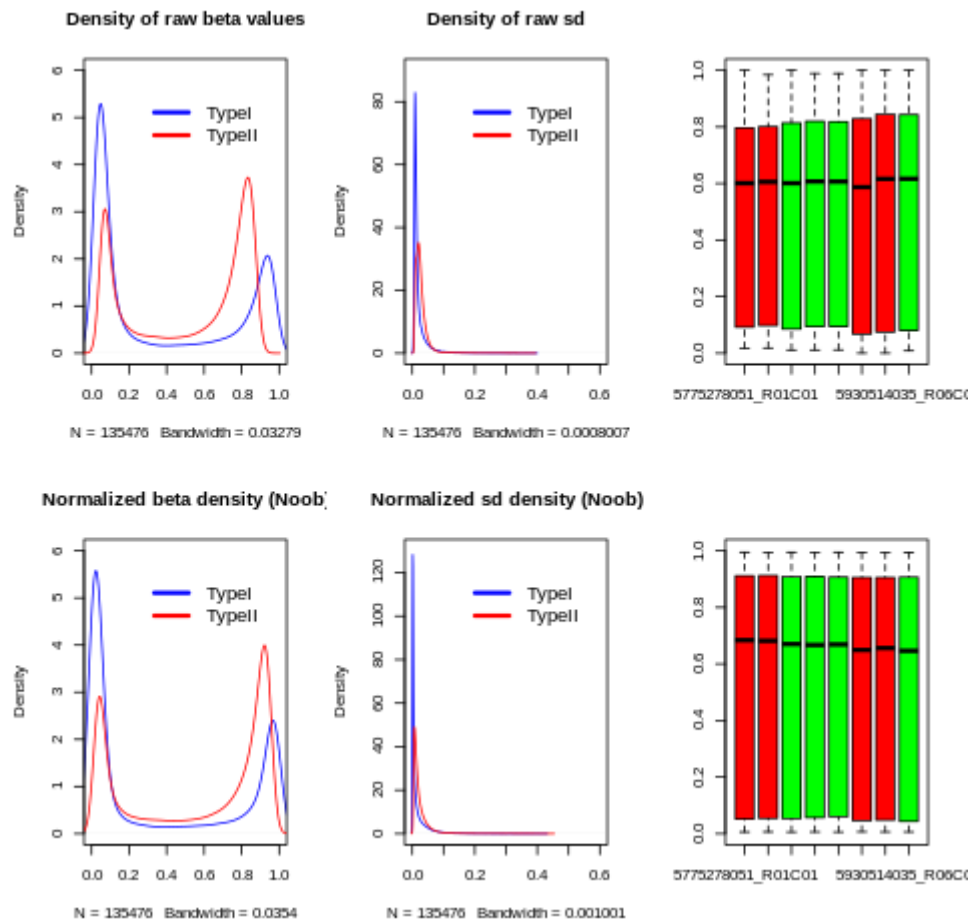 Density of raw beta values
Density of raw sd
Density
0 1 2 3 4 5 6
TypeI
TypeII
0.0 0.2 0.4 0.6 0.8 1.0
N = 135476 Bandwidth = 0.03279
Density
0 20 40 60 80
TypeI
TypeII
0.0 0.2 0.4 0.6
N = 135476 Bandwidth = 0.0008007
0.0 0.2 0.4 0.6 0.8 1.0
5775278051_R01C01 5930514035_R06C0
Normalized beta density (Noob)
Normalized sd density (Noob)
Density
0 1 2 3 4 5 6
TypeI
TypeII
0.0 0.2 0.4 0.6 0.8 1.0
N = 135476 Bandwidth = 0.0354
Density
0 20 40 60 80 100 120
TypeI
TypeII
0.0 0.2 0.4 0.6
N = 135476 Bandwidth = 0.001001
0.0 0.2 0.4 0.6 0.8 1.0
5775278051_R01C01 5930514035_R06C0